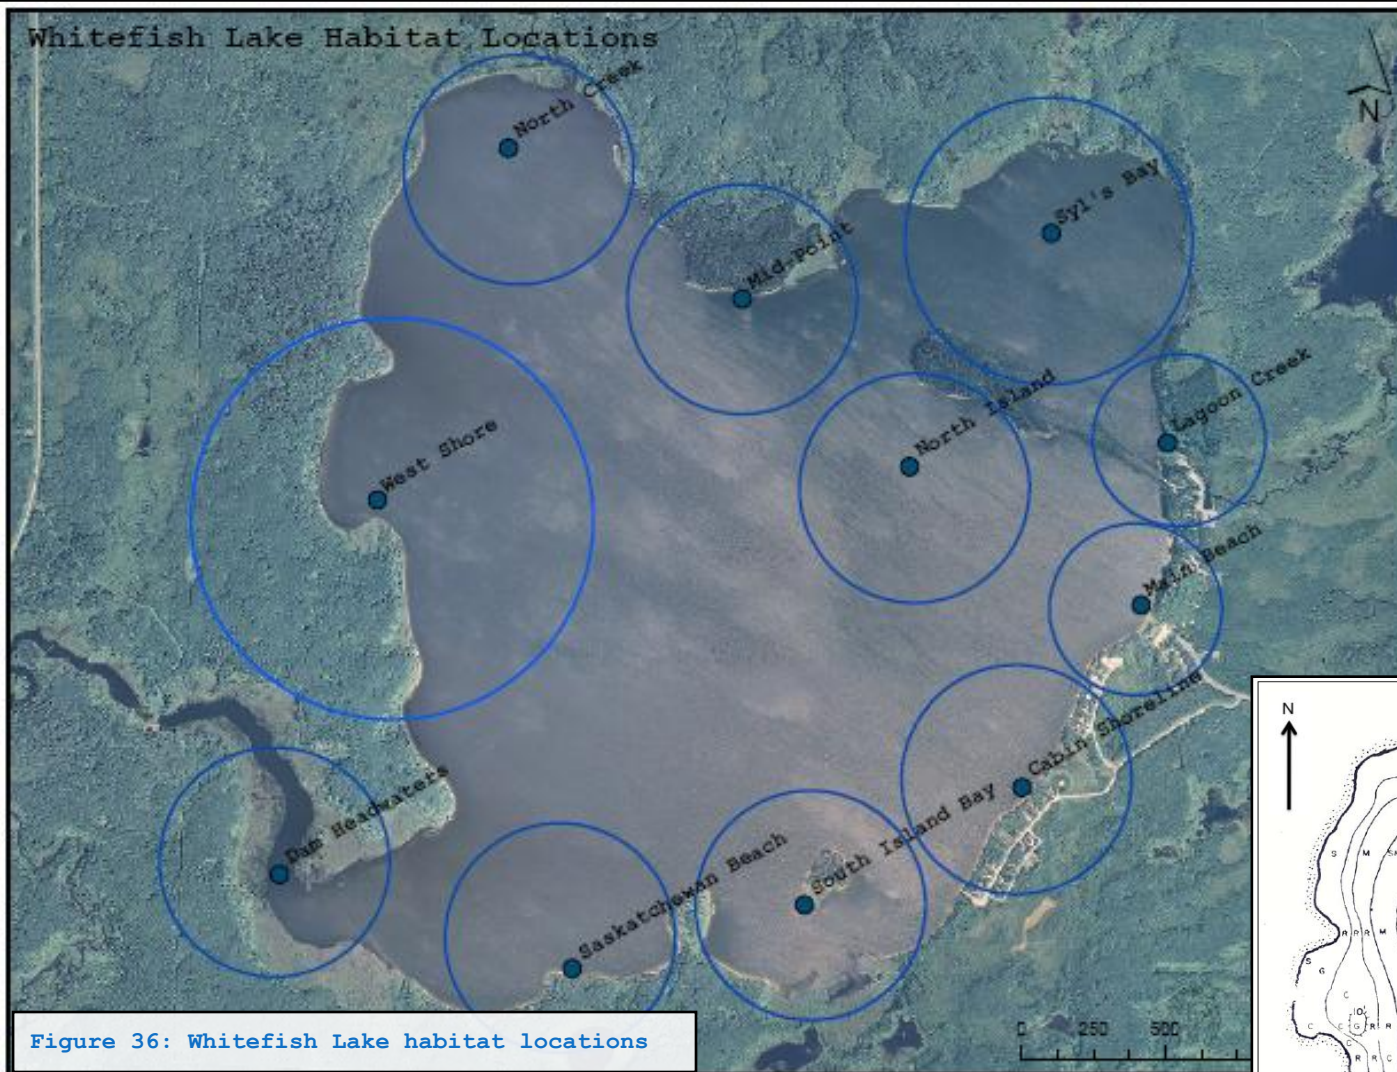 Whitefish Lake Habitat Locations
North Creek
N
Syl's Bay
Mid-Point
Lagoon Creek
North Island
West Shore
Main Beach
Cabin Shoreline
Dam Headwaters
South Island Bay
Saskatchewan Beach
0 250 500
Figure 36: Whitefish Lake habitat locations
N
S M
R R R M
S
G
C
10'
C C G R R
C
R R C